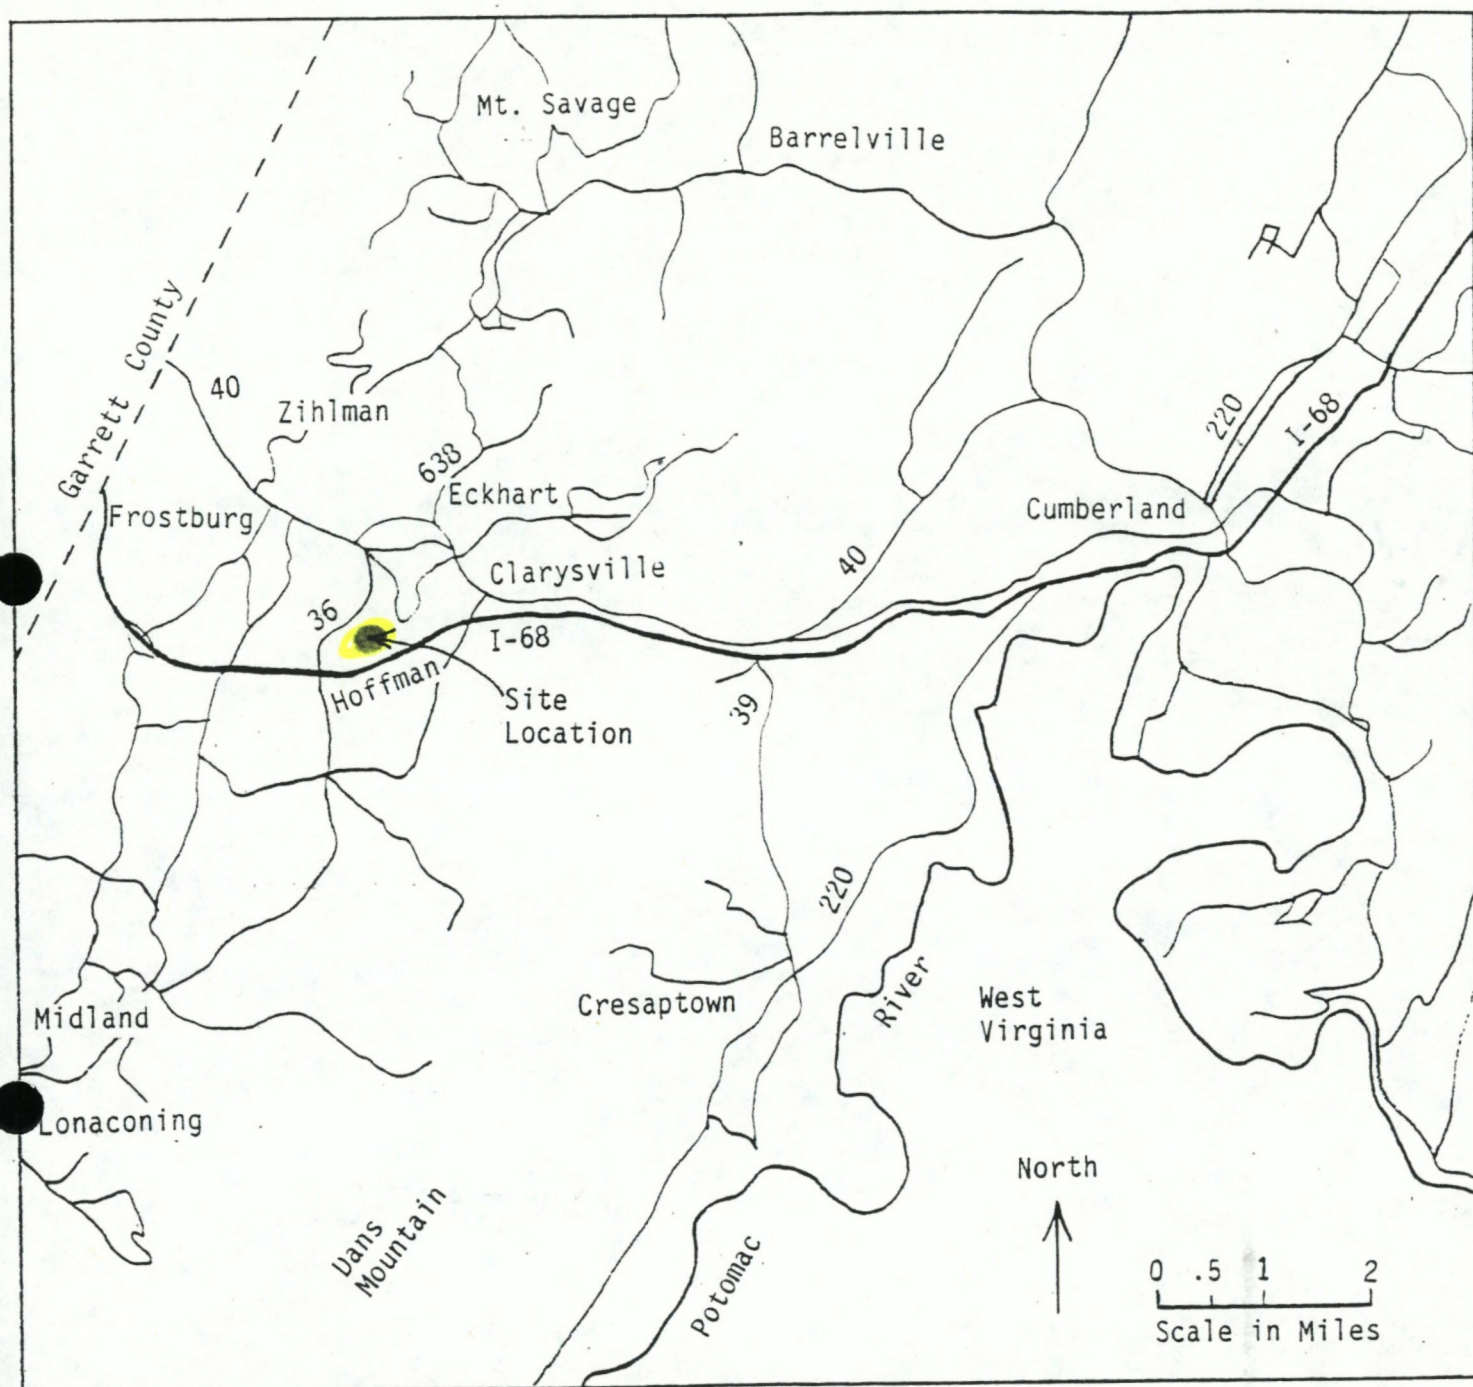 Mt. Savage
Barrelville
Garrett County
40
Zihlman
220
I-68
638
Eckhart
Frostburg
Cumberland
40
Clarysville
36
I-68
Hoffman
Site
Location
39
220
Cresaptown
River
West
Virginia
Midland
Lonaconing
North
Dans
Mountain
Potomac
0 .5 1 2
Scale in Miles